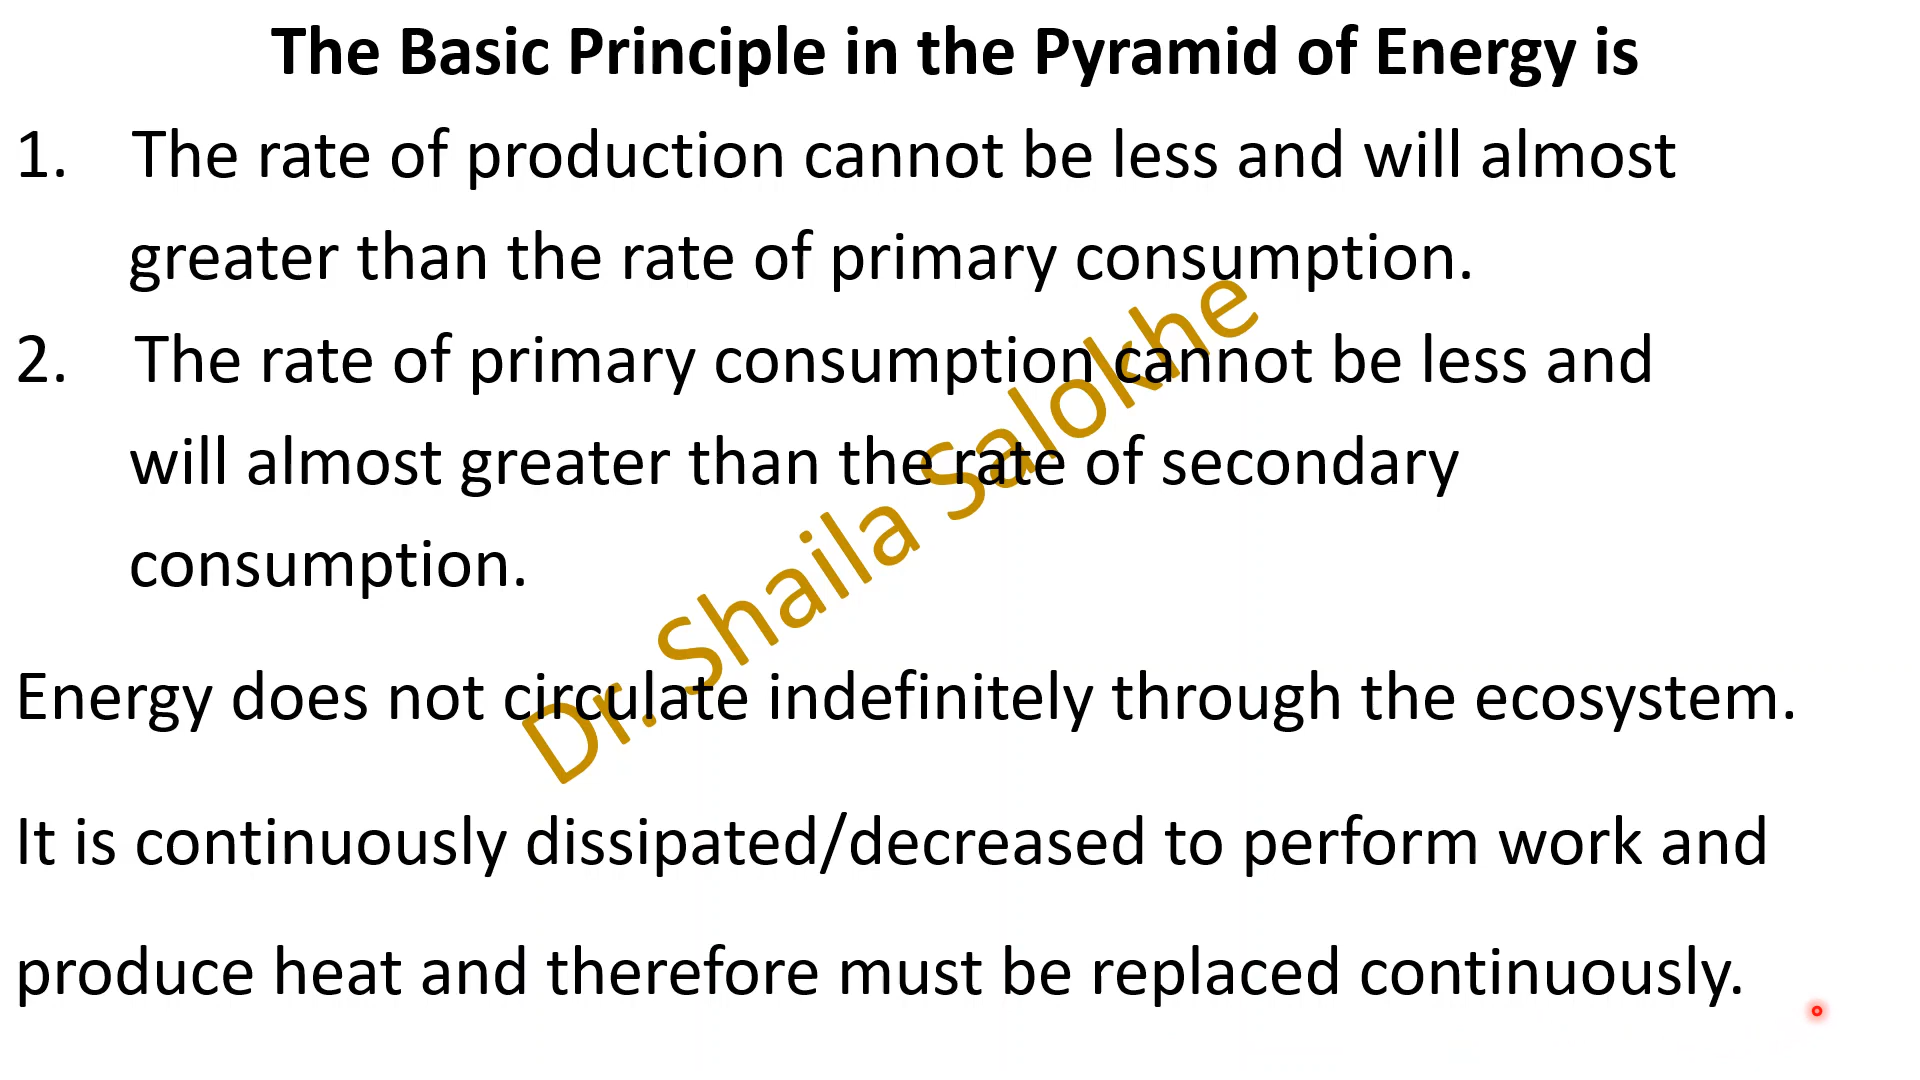 The Basic Principle in the Pyramid of Energy is
1. The rate of production cannot be less and will almost
greater than the rate of primary consumption.
2. The rate of primary consumption cannot be less and
will almost greater than the rate of secondary
consumption.
Energy does not circulate indefinitely through the ecosystem.
It is continuously dissipated/decreased to perform work and
produce heat and therefore must be replaced continuously.
Dr. Shaila Salokhe